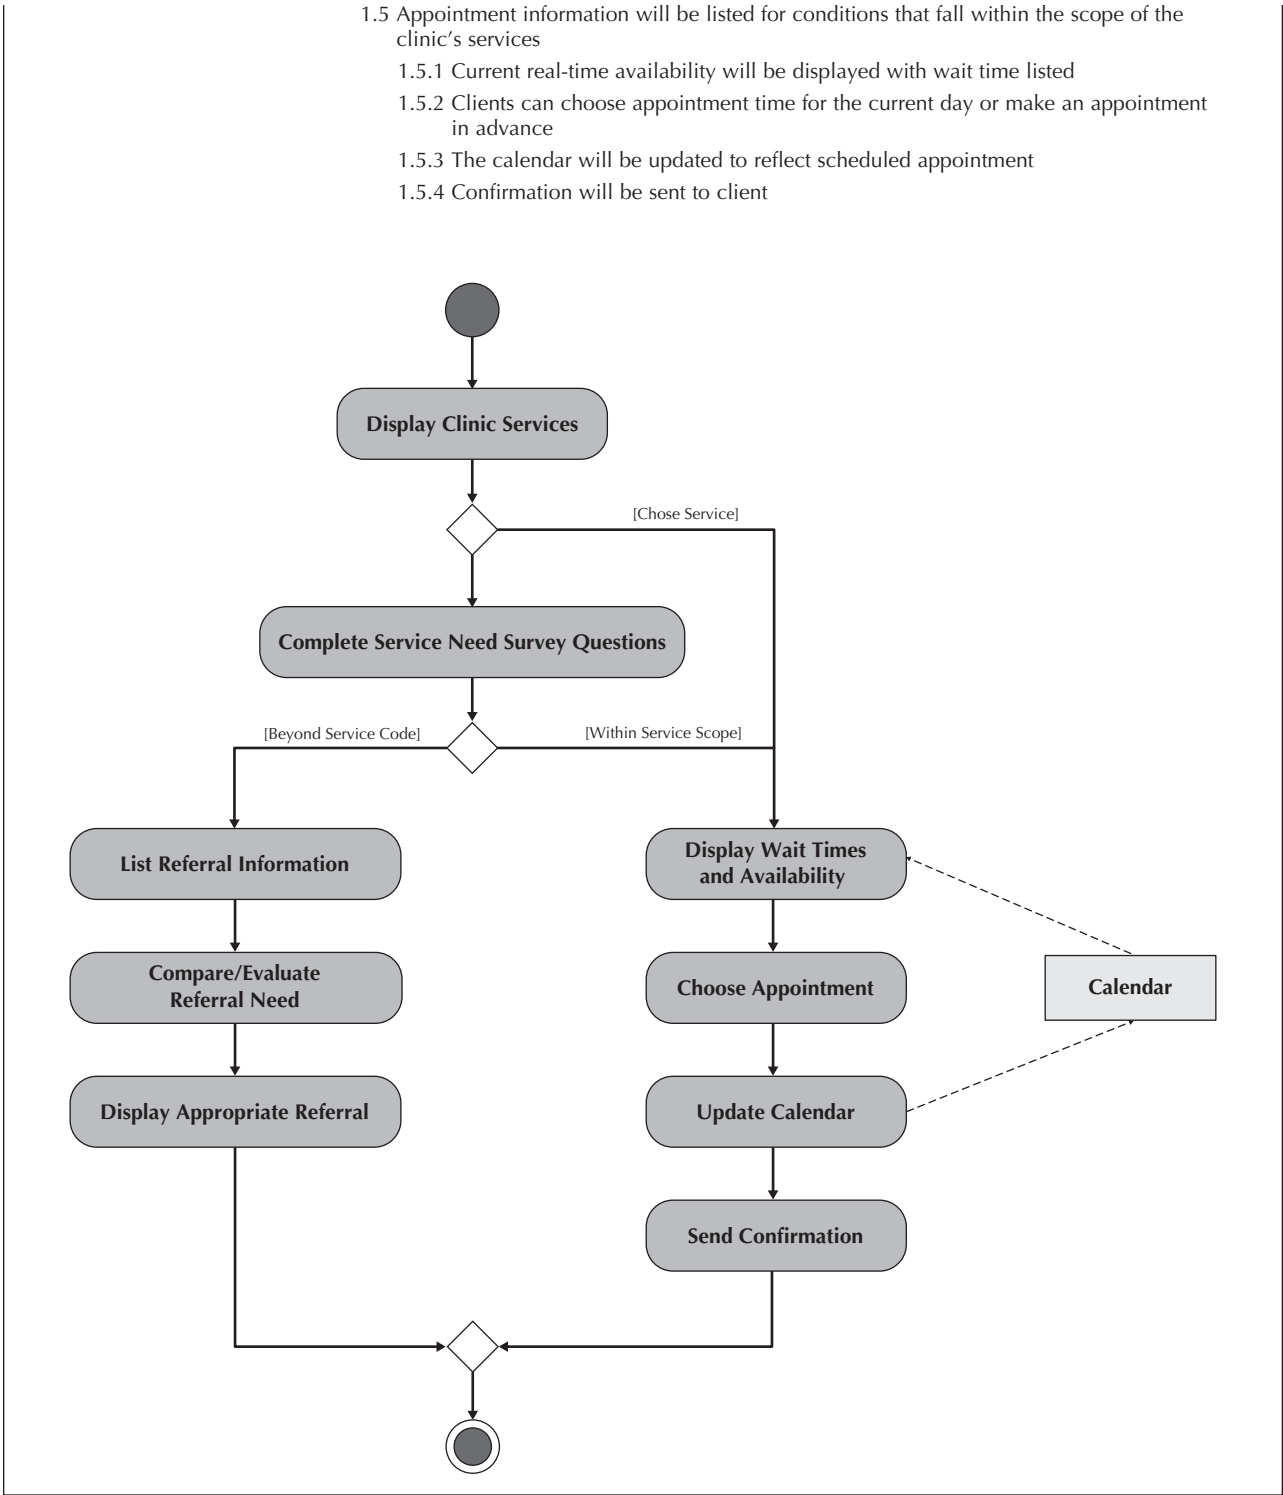 1.5 Appointment information will be listed for conditions that fall within the scope of the
clinic's services
1.5.1 Current real-time availability will be displayed with wait time listed
1.5.2 Clients can choose appointment time for the current day or make an appointment
in advance
1.5.3 The calendar will be updated to reflect scheduled appointment
1.5.4 Confirmation will be sent to client
Display Clinic Services
[Chose Service]
Complete Service Need Survey Questions
[Beyond Service Code]
[Within Service Scope]
List Referral Information
Display Wait Times
and Availability
Compare/Evaluate
Referral Need
Choose Appointment
Calendar
Display Appropriate Referral
Update Calendar
Send Confirmation